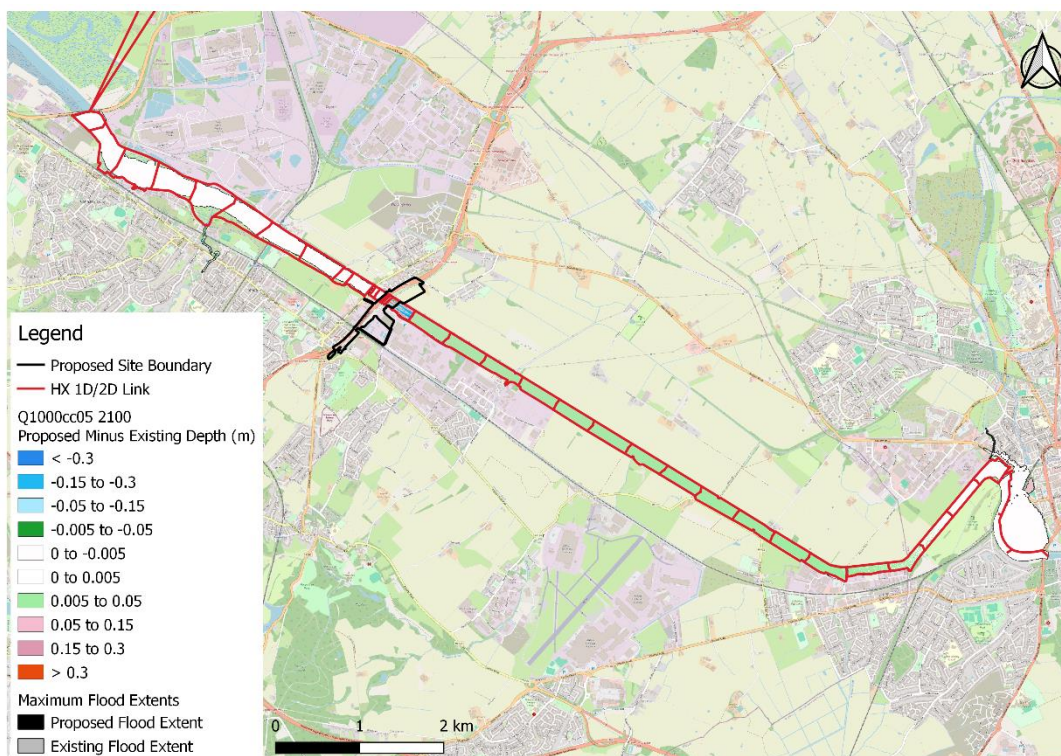 Legend
Proposed Site Boundary
HX 1D/2D Link
Q1000cc05 2100
Proposed Minus Existing Depth (m)
< -0.3
-0.15 to -0.3
-0.05 to -0.15
-0.005 to -0.05
0 to -0.005
0 to 0.005
0.005 to 0.05
0.05 to 0.15
0.15 to 0.3
> 0.3
Maximum Flood Extents
Proposed Flood Extent
Existing Flood Extent
0 1 2 km